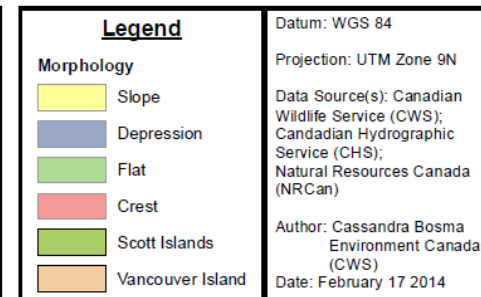 Legend
Morphology
Slope
Depression
Flat
Crest
Scott Islands
Vancouver Island
Datum: WGS 84
Projection: UTM Zone 9N
Data Source(s): Canadian
Wildlife Service (CWS);
Candadian Hydrographic
Service (CHS);
Natural Resources Canada
(NRCan)
Author: Cassandra Bosma
Environment Canada
(CWS)
Date: February 17 2014